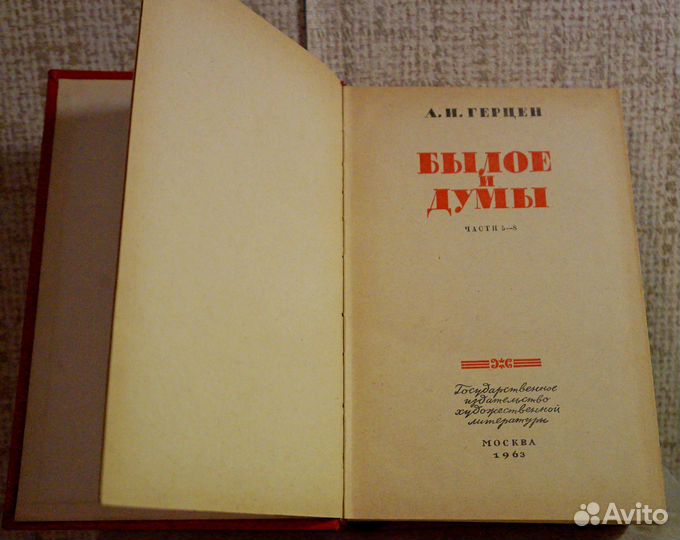 А. И. ГЕРЦЕН
БЫЛОЕ
И
ДУМЫ
ЧАСТИ 5—8
Государственное
издательство
художественной
литературы
МОСКВА
1963
Avito